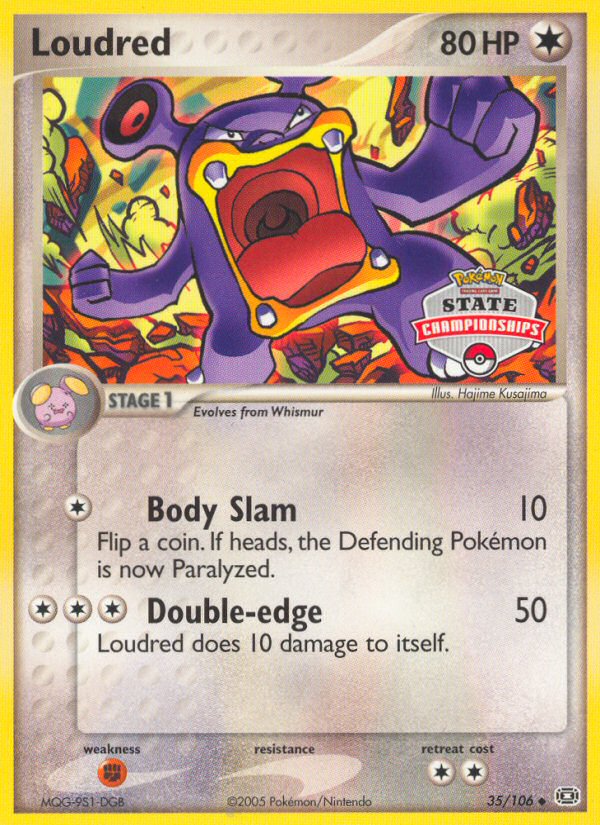 Loudred 80 HP
POKéMON
TRADING CARD GAME
STATE
CHAMPIONSHIPS
Illus. Hajime Kusajima
STAGE 1
Evolves from Whismur
Body Slam 10
Flip a coin. If heads, the Defending Pokémon
is now Paralyzed.
Double-edge 50
Loudred does 10 damage to itself.
weakness resistance retreat cost
MQG-9S1-DGB ©2005 Pokémon/Nintendo 35/106